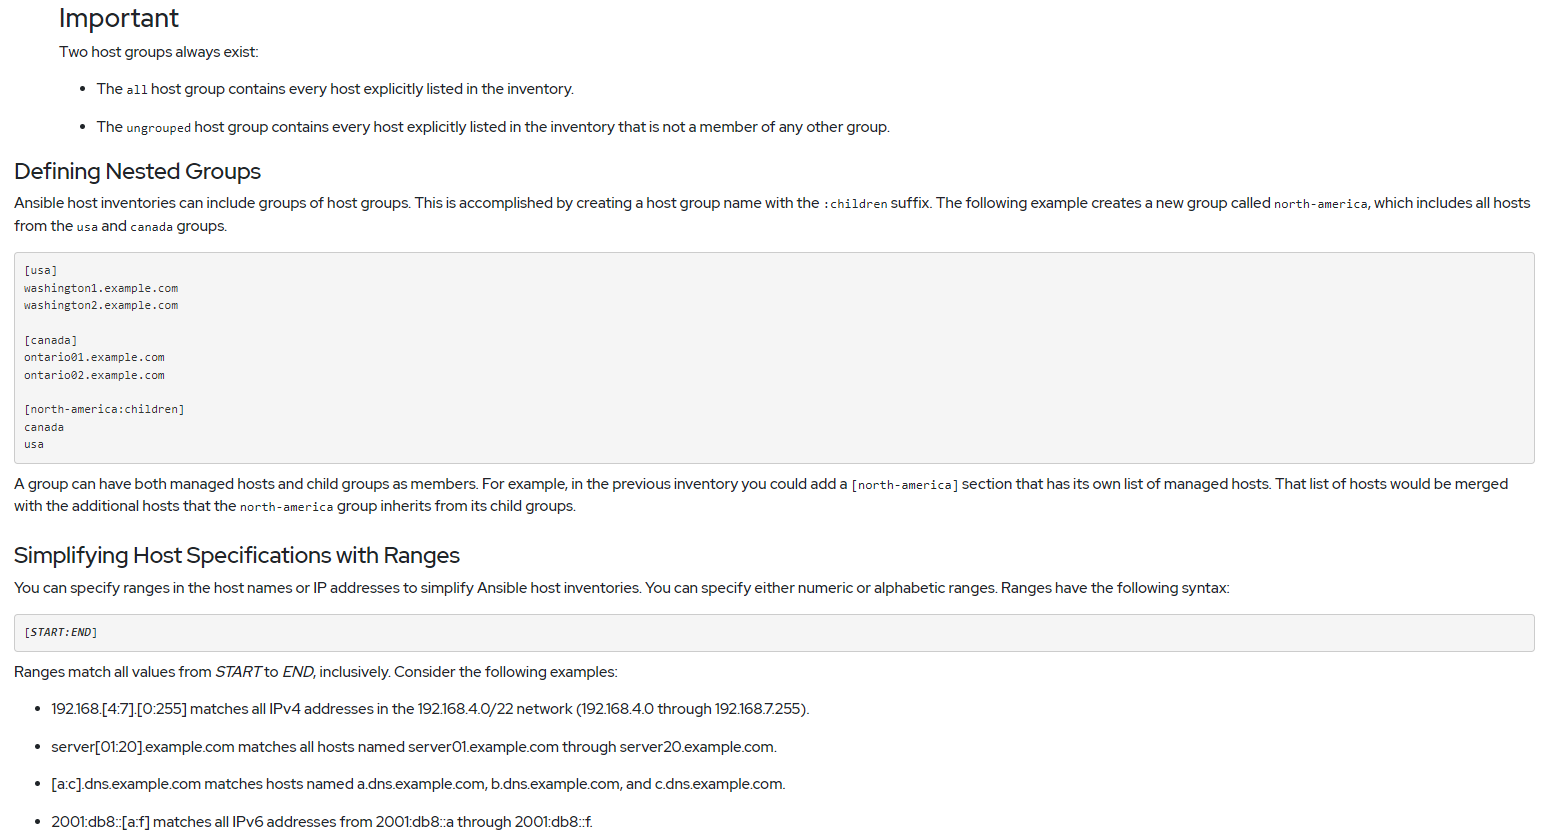 Important
Two host groups always exist:
The all host group contains every host explicitly listed in the inventory.
The ungrouped host group contains every host explicitly listed in the inventory that is not a member of any other group.
Defining Nested Groups
Ansible host inventories can include groups of host groups. This is accomplished by creating a host group name with the :children suffix. The following example creates a new group called north-america, which includes all hosts
from the usa and canada groups.
[usa]
washington1.example.com
washington2.example.com
[canada]
ontario01.example.com
ontario02.example.com
[north-america:children]
canada
usa
A group can have both managed hosts and child groups as members. For example, in the previous inventory you could add a [north-america] section that has its own list of managed hosts. That list of hosts would be merged
with the additional hosts that the north-america group inherits from its child groups.
Simplifying Host Specifications with Ranges
You can specify ranges in the host names or IP addresses to simplify Ansible host inventories. You can specify either numeric or alphabetic ranges. Ranges have the following syntax:
[START:END]
Ranges match all values from START to END, inclusively. Consider the following examples:
192.168.[4:7].[0:255] matches all IPv4 addresses in the 192.168.4.0/22 network (192.168.4.0 through 192.168.7.255).
server[01:20].example.com matches all hosts named server01.example.com through server20.example.com.
[a:c].dns.example.com matches hosts named a.dns.example.com, b.dns.example.com, and c.dns.example.com.
2001:db8::[a:f] matches all IPv6 addresses from 2001:db8::a through 2001:db8::f.